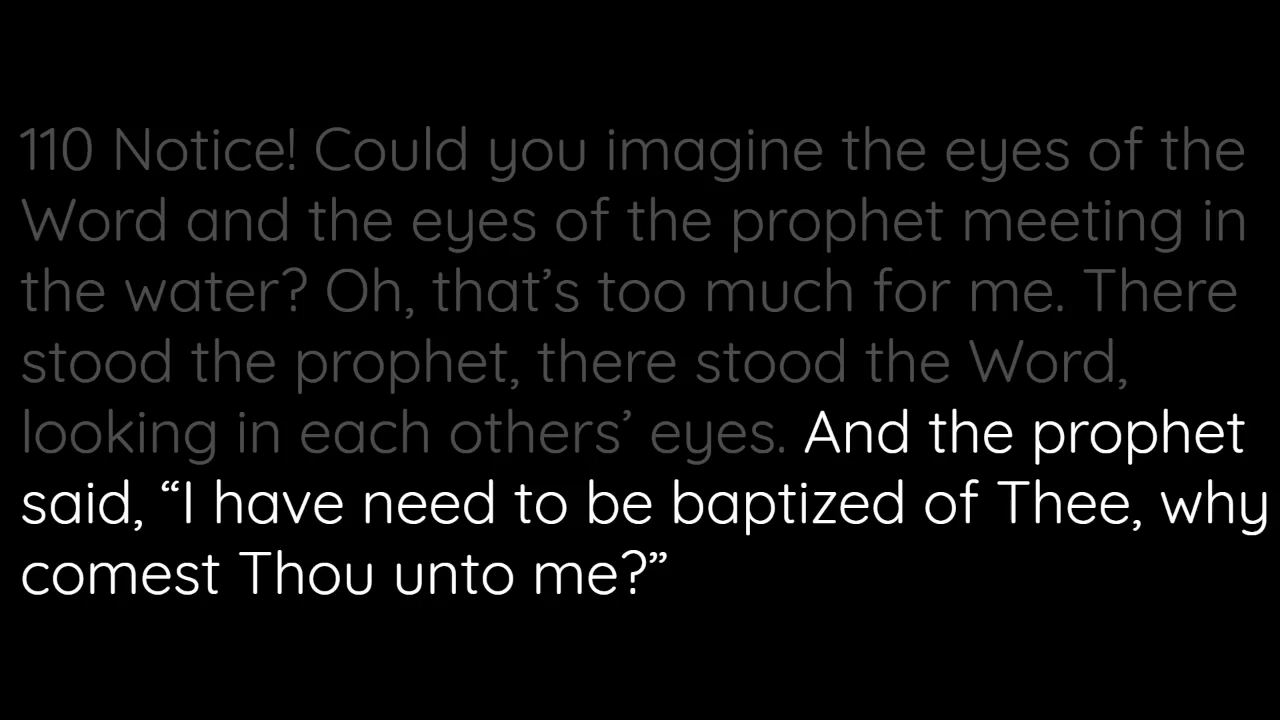 110 Notice! Could you imagine the eyes of the
Word and the eyes of the prophet meeting in
the water? Oh, that’s too much for me. There
stood the prophet, there stood the Word,
looking in each others’ eyes. And the prophet
said, “I have need to be baptized of Thee, why
comest Thou unto me?”